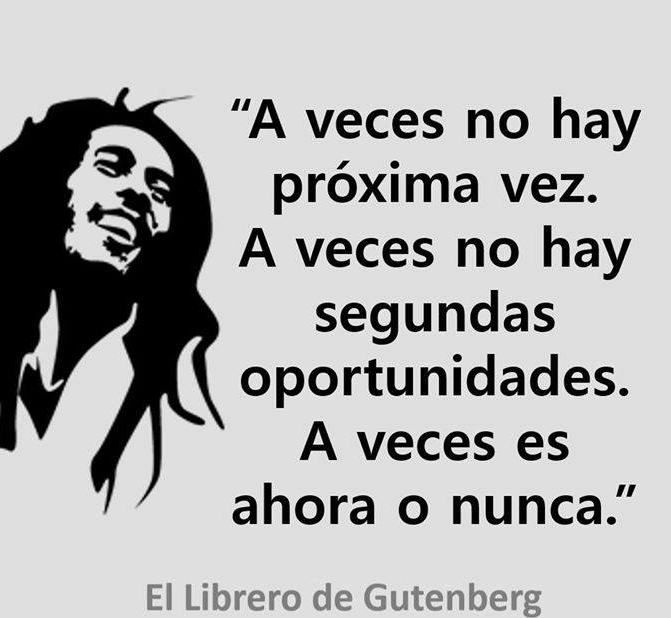 “A veces no hay
próxima vez.
A veces no hay
segundas
oportunidades.
A veces es
ahora o nunca.”
El Librero de Gutenberg